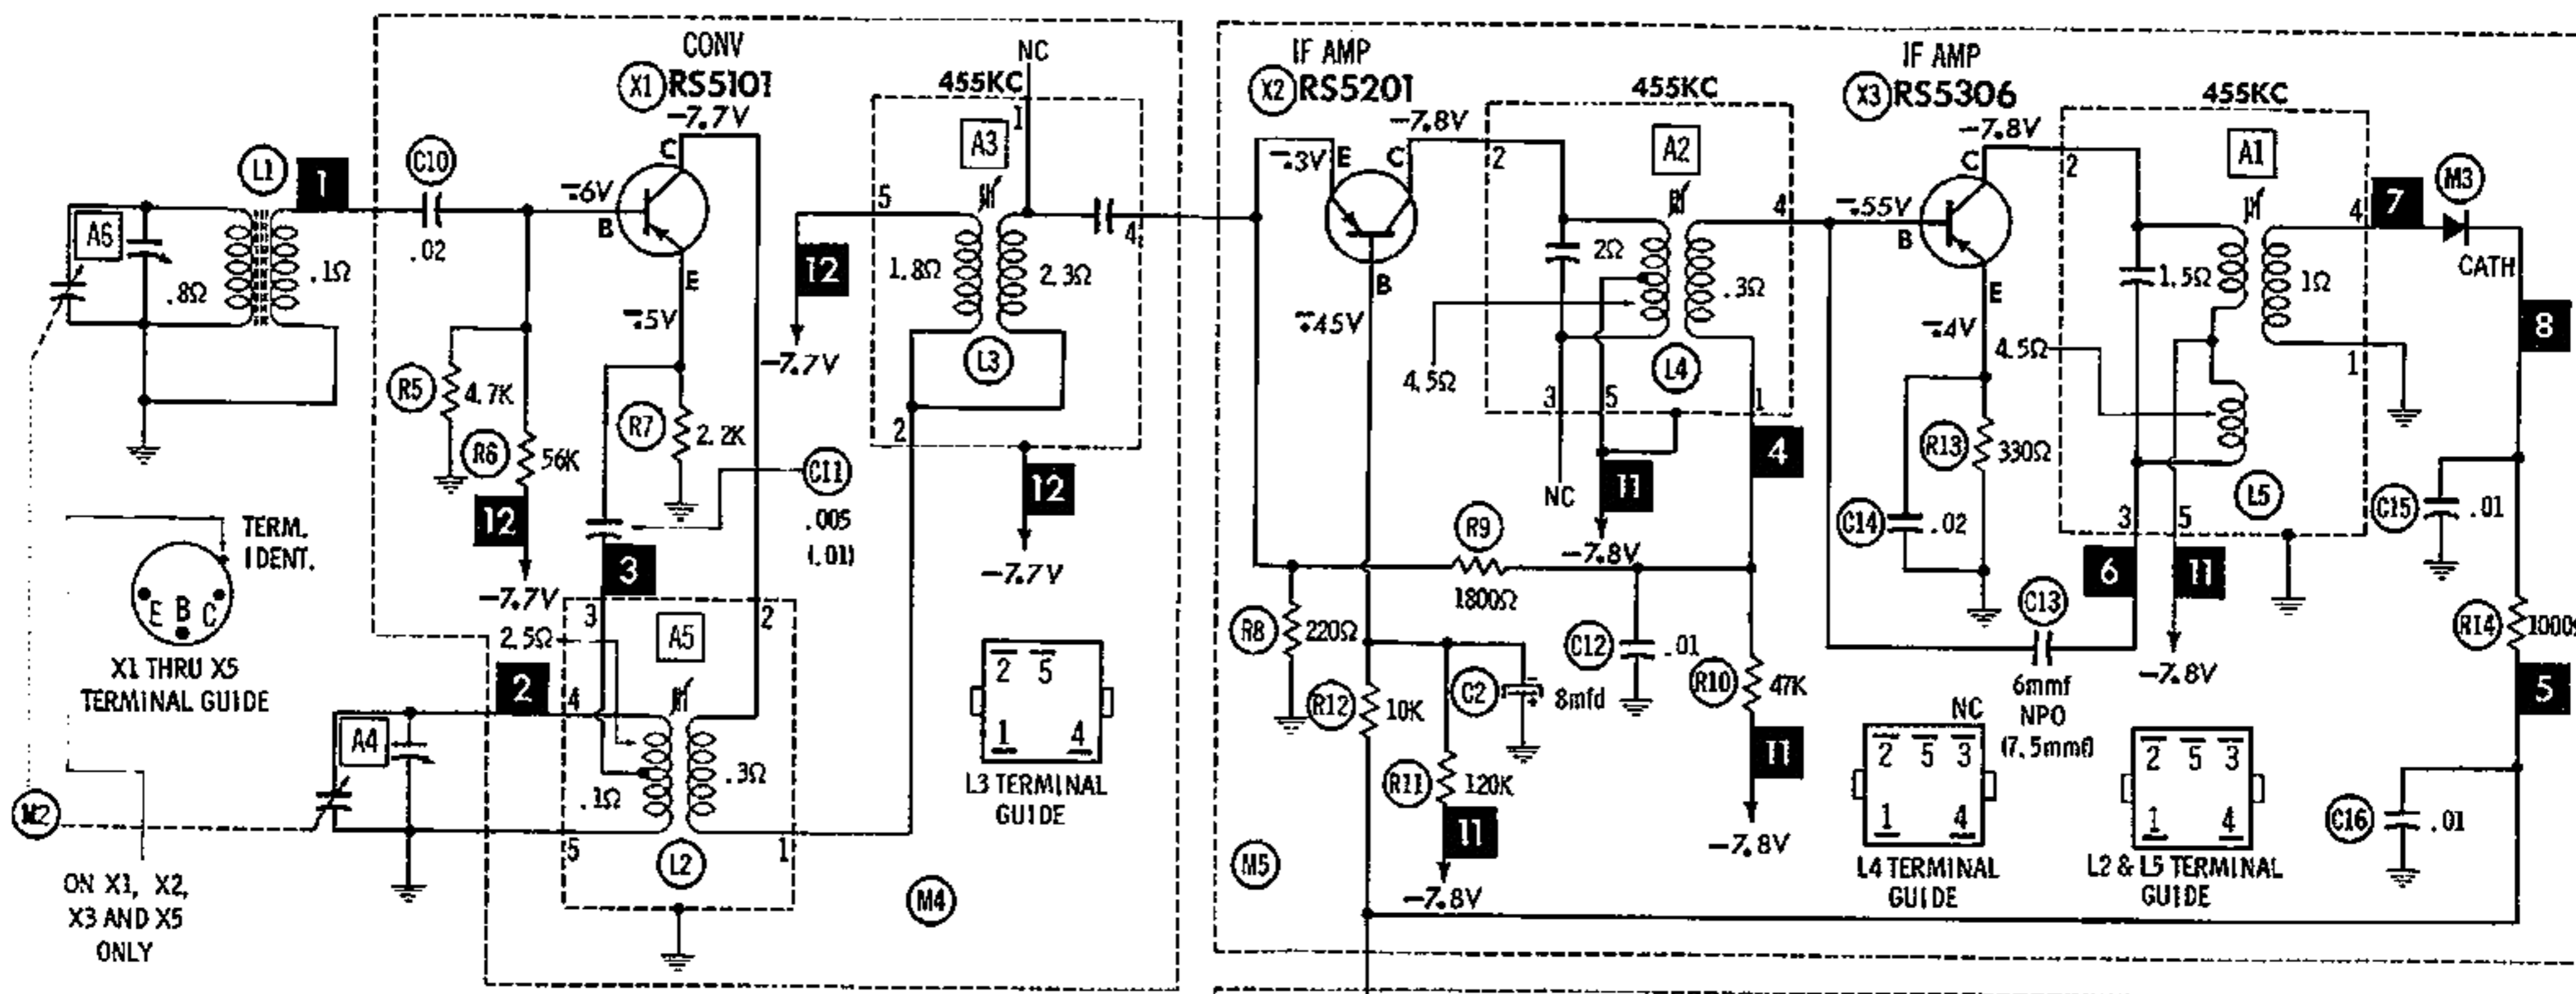 CONV
X1 RS5101
-7.7V
C
NC
455KC
A3
1
L1
1
C10
.02
-.6V
B
E
-.5V
A6
.8Ω
.1Ω
5
12
1.8Ω
2.3Ω
4
-7.7V
L3
2
R5
4.7K
R6
56K
R7
2.2K
C11
.005
(.01)
12
-7.7V
12
-7.7V
3
TERM.
IDENT.
E B C
X1 THRU X5
TERMINAL GUIDE
2.5Ω
3
A5
2
2
4
A4
.1Ω
.3Ω
5
1
L2
M2
ON X1, X2,
X3 AND X5
ONLY
2 5
1 4
L3 TERMINAL
GUIDE
M4
IF AMP
X2 RS5201
-.3V
E
C
-7.8V
B
-.45V
455KC
2
A2
2Ω
4
.3Ω
4.5Ω
L4
3
5
1
NC
11
-7.8V
4
R9
1800Ω
R8
220Ω
R12
10K
C2
8mfd
C12
.01
R10
47K
11
-7.8V
R11
120K
11
-7.8V
M5
IF AMP
X3 RS5306
-7.8V
C
-.55V
B
E
-.4V
455KC
2
A1
1.5Ω
1Ω
4
7
M3
CATH
8
4.5Ω
1
R13
330Ω
C14
.02
L5
3
5
6
11
-7.8V
C13
6mmf
NPO
(7.5mmf)
C15
.01
R14
1000
5
C16
.01
NC
2 5 3
1 4
L4 TERMINAL
GUIDE
2 5 3
1 4
L2 & L5 TERMINAL
GUIDE